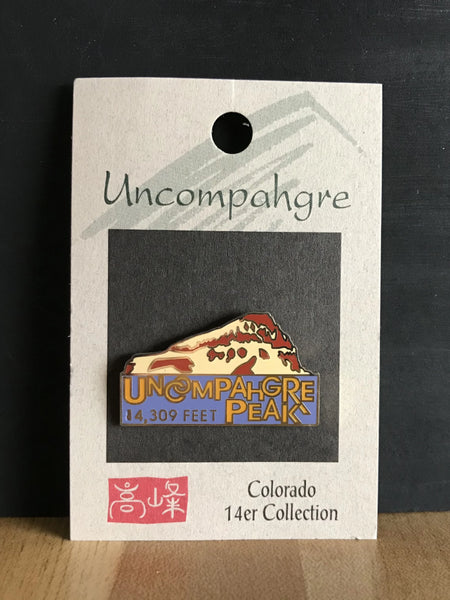 Uncompahgre
UNCOMPAHGRE
14,309 FEET PEAK
高峰
Colorado
14er Collection